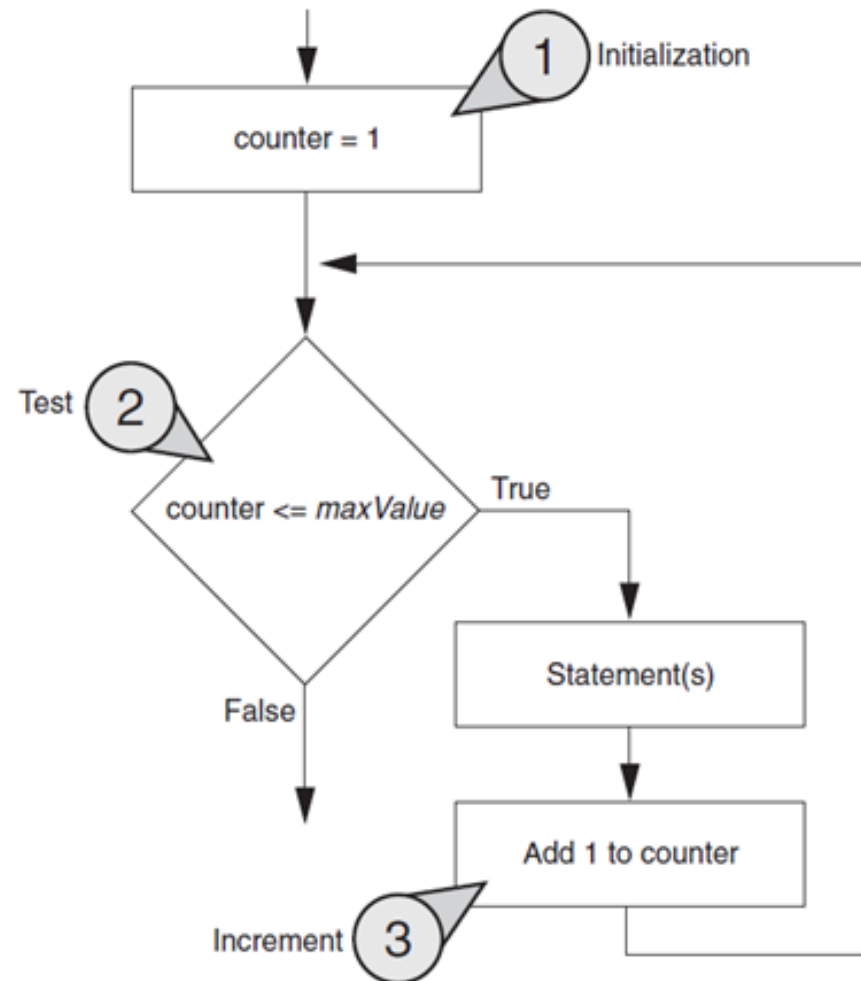 1 Initialization
counter = 1
Test 2
counter <= maxValue
True
Statement(s)
False
Add 1 to counter
Increment 3